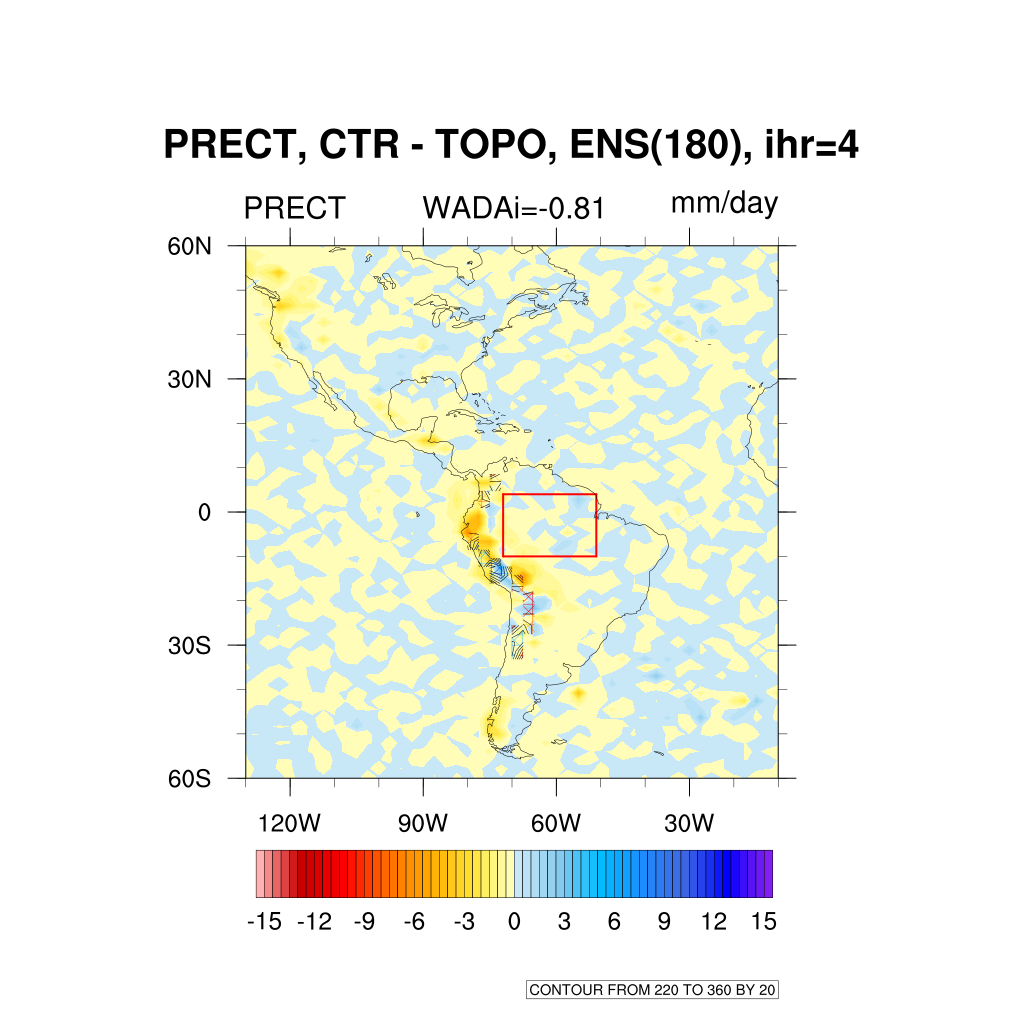 PRECT, CTR - TOPO, ENS(180), ihr=4
PRECT WADAi=-0.81 mm/day
60N
30N
0
30S
60S
120W 90W 60W 30W
-15 -12 -9 -6 -3 0 3 6 9 12 15
CONTOUR FROM 220 TO 360 BY 20